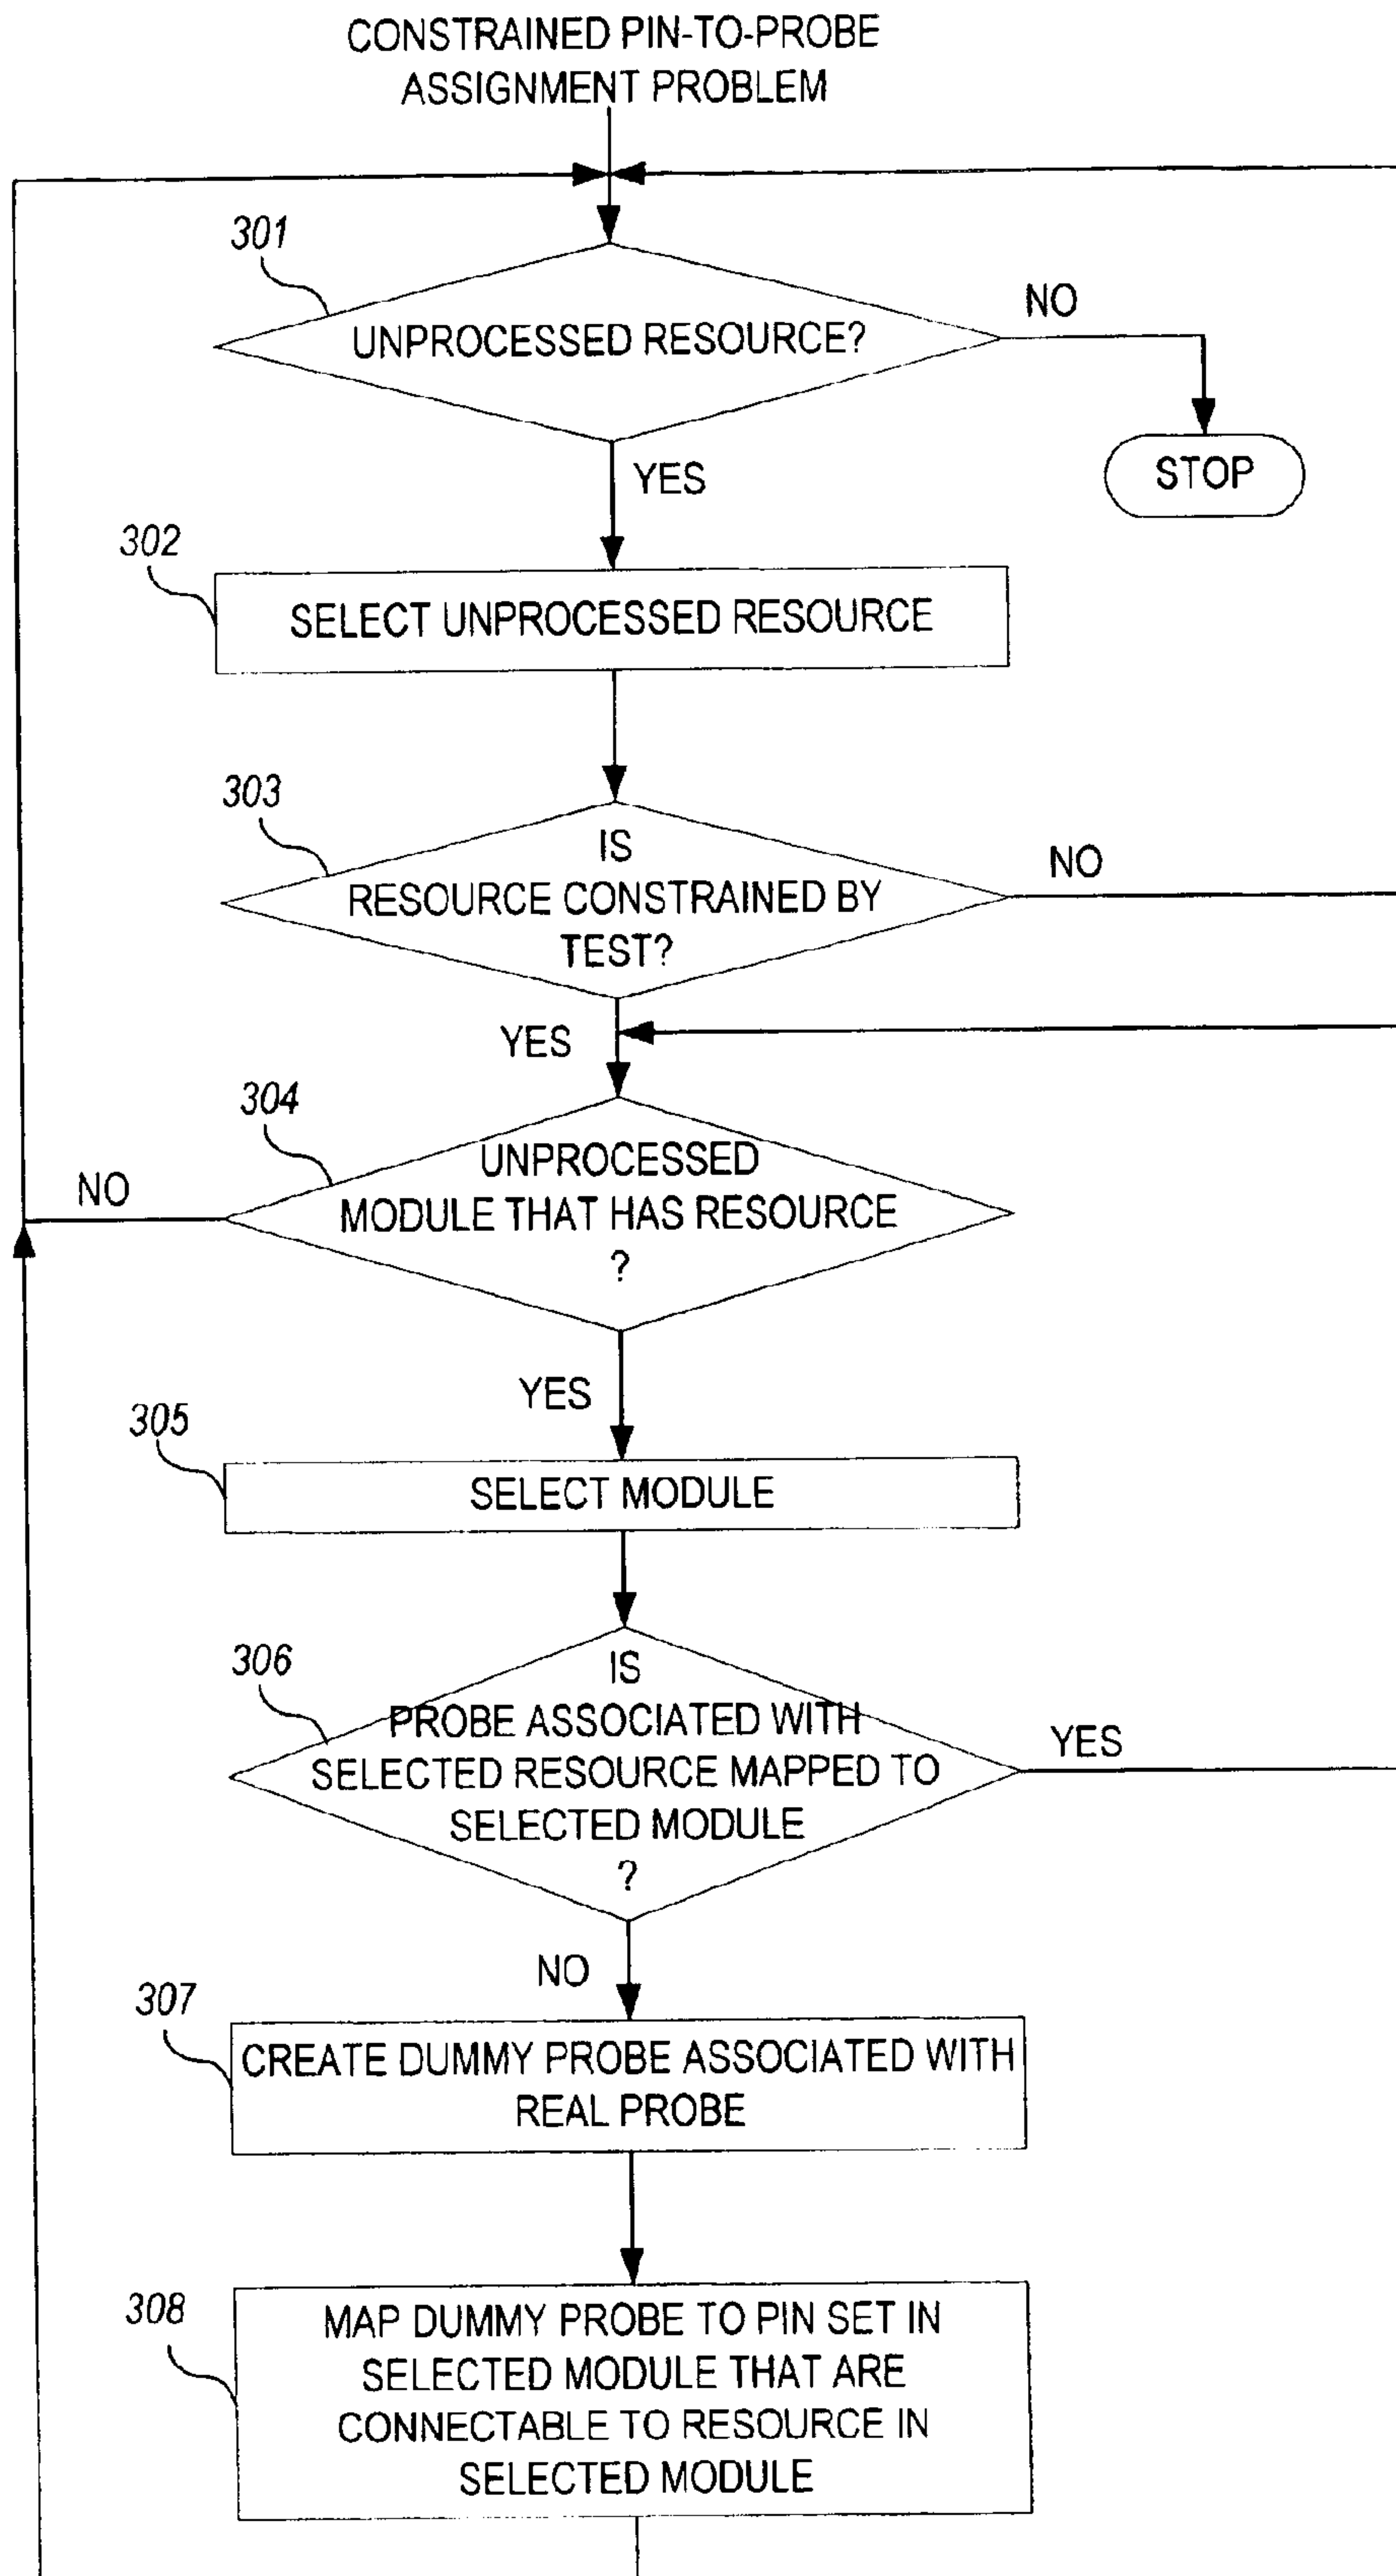 CONSTRAINED PIN-TO-PROBE
ASSIGNMENT PROBLEM
301
UNPROCESSED RESOURCE?
NO
STOP
YES
302
SELECT UNPROCESSED RESOURCE
303
IS
RESOURCE CONSTRAINED BY
TEST?
NO
YES
304
UNPROCESSED
MODULE THAT HAS RESOURCE
?
NO
YES
305
SELECT MODULE
306
IS
PROBE ASSOCIATED WITH
SELECTED RESOURCE MAPPED TO
SELECTED MODULE
?
YES
NO
307
CREATE DUMMY PROBE ASSOCIATED WITH
REAL PROBE
308
MAP DUMMY PROBE TO PIN SET IN
SELECTED MODULE THAT ARE
CONNECTABLE TO RESOURCE IN
SELECTED MODULE